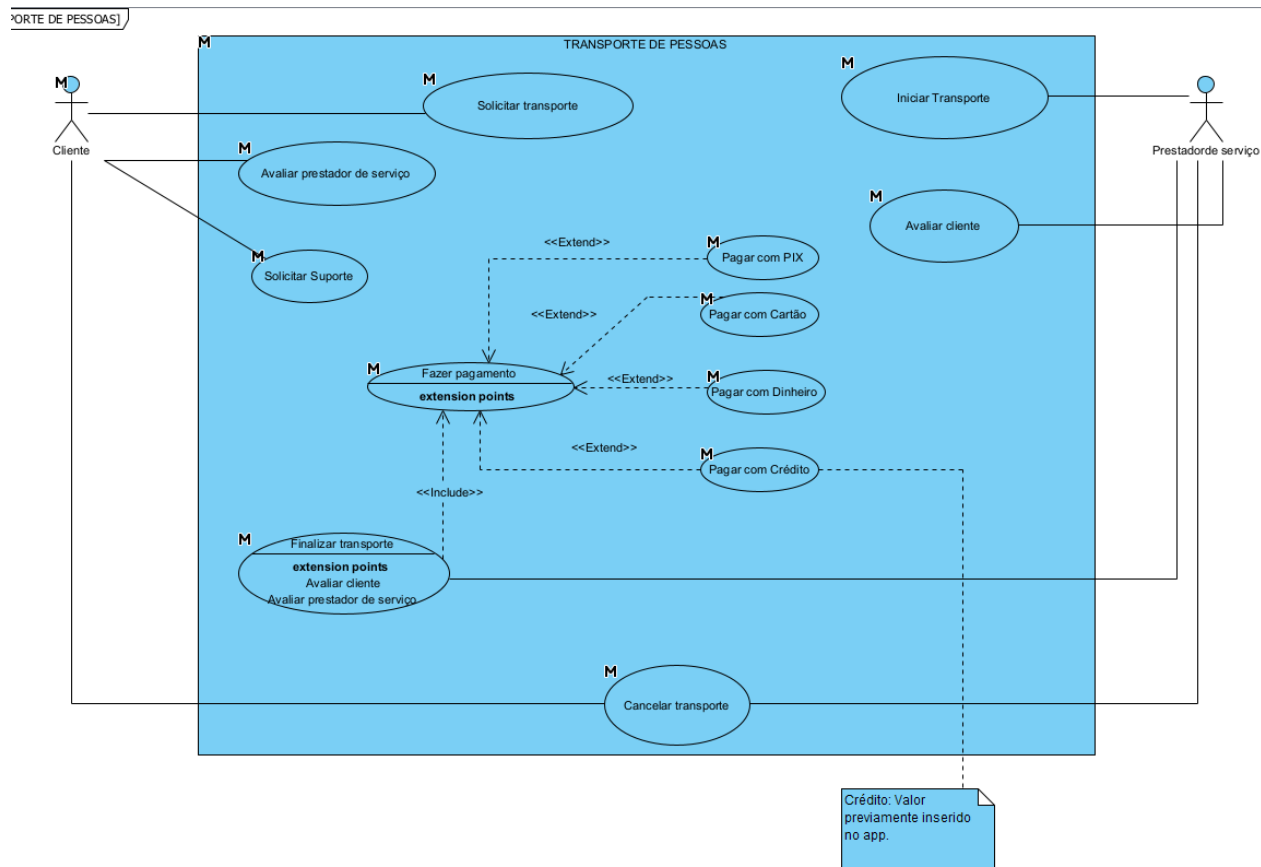 PORTE DE PESSOAS]
TRANSPORTE DE PESSOAS
M
M
M
M
Solicitar transporte
Iniciar Transporte
Cliente
Prestadorde serviço
M
Avaliar prestador de serviço
M
Avaliar cliente
<<Extend>>
M
Pagar com PIX
M
Solicitar Suporte
M
<<Extend>>
Pagar com Cartão
M
Fazer pagamento
extension points
<<Extend>>
M
Pagar com Dinheiro
<<Extend>>
M
Pagar com Crédito
<<Include>>
M
Finalizar transporte
extension points
Avaliar cliente
Avaliar prestador de serviço
M
Cancelar transporte
Crédito: Valor
previamente inserido
no app.